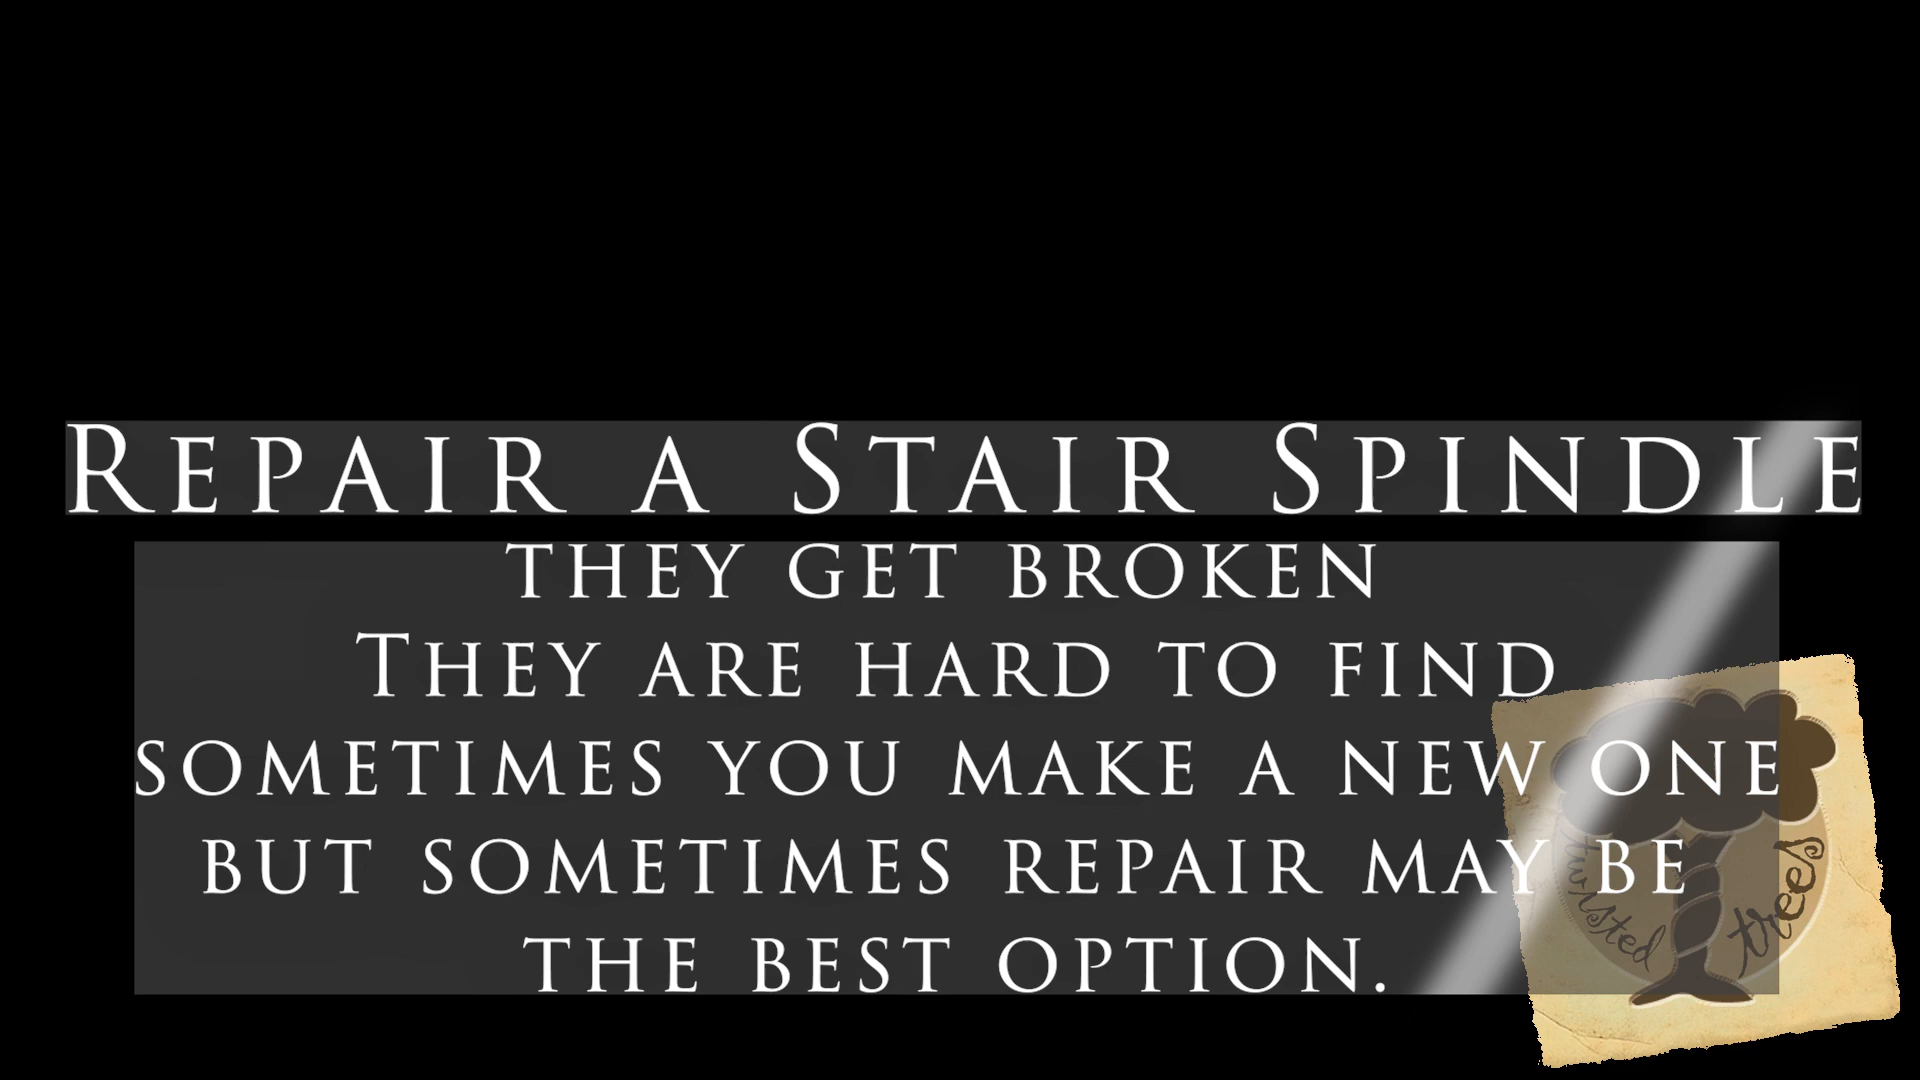 Repair a Stair Spindle
they get broken
They are hard to find
sometimes you make a new one
but sometimes repair may be
the best option.
twisted trees